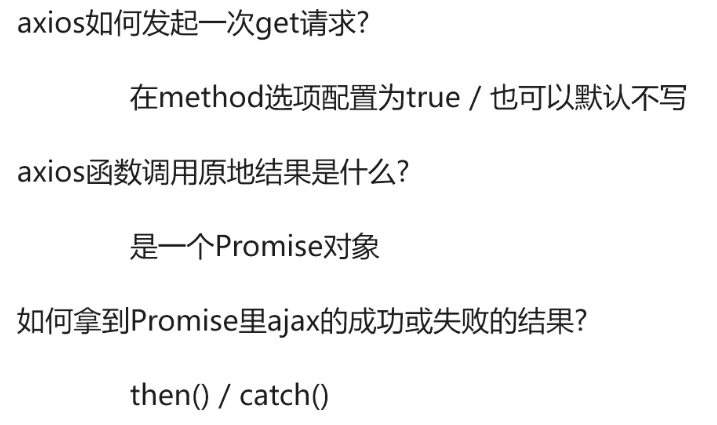 axios如何发起一次get请求?
在method选项配置为true / 也可以默认不写
axios函数调用原地结果是什么?
是一个Promise对象
如何拿到Promise里ajax的成功或失败的结果?
then() / catch()